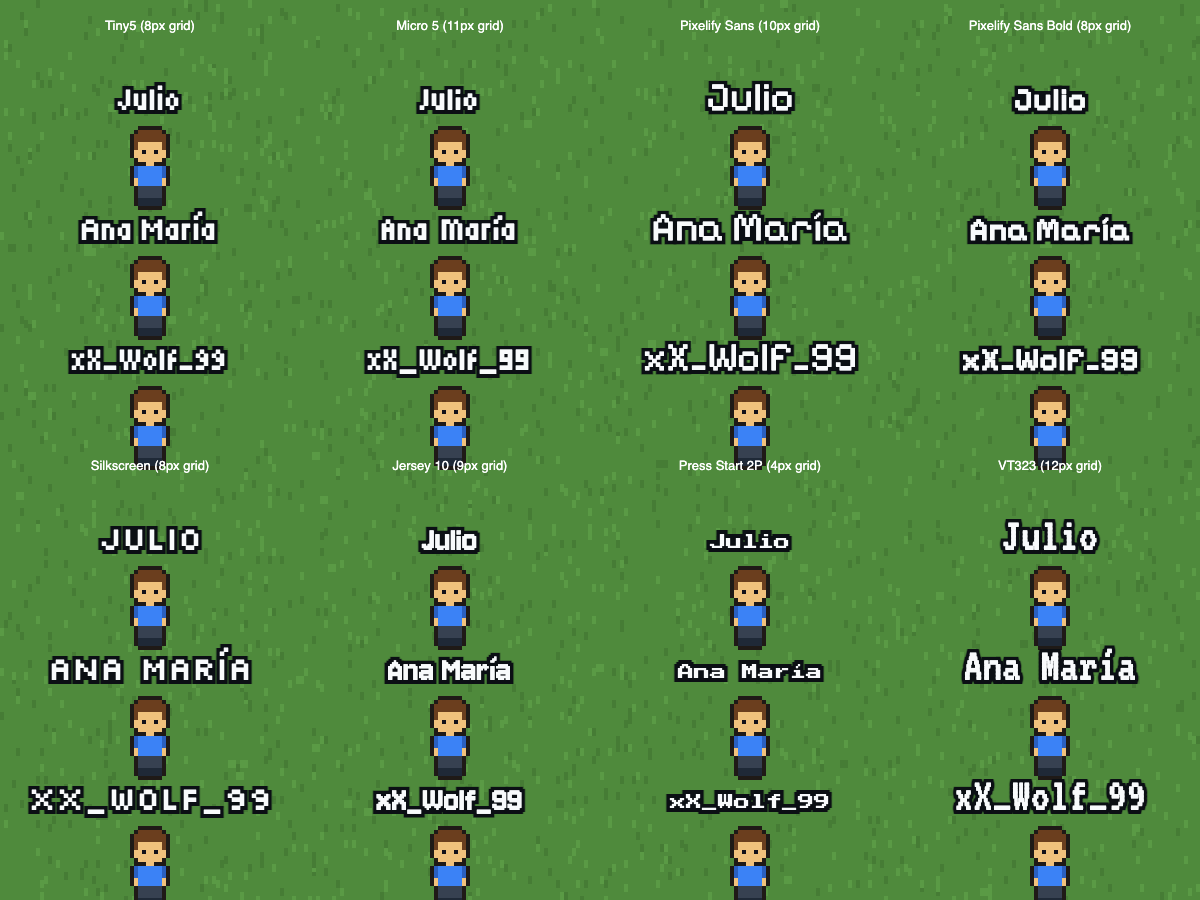 Tiny5 (8px grid)
Micro 5 (11px grid)
Pixelify Sans (10px grid)
Pixelify Sans Bold (8px grid)
Julio
Julio
Julio
Julio
Ana María
Ana María
Ana María
Ana María
xX_Wolf_99
xX_Wolf_99
xX_Wolf_99
xX_Wolf_99
Silkscreen (8px grid)
Jersey 10 (9px grid)
Press Start 2P (4px grid)
VT323 (12px grid)
JULIO
Julio
Julio
Julio
ANA MARÍA
Ana María
Ana María
Ana María
XX_WOLF_99
xX_Wolf_99
xX_Wolf_99
xX_Wolf_99